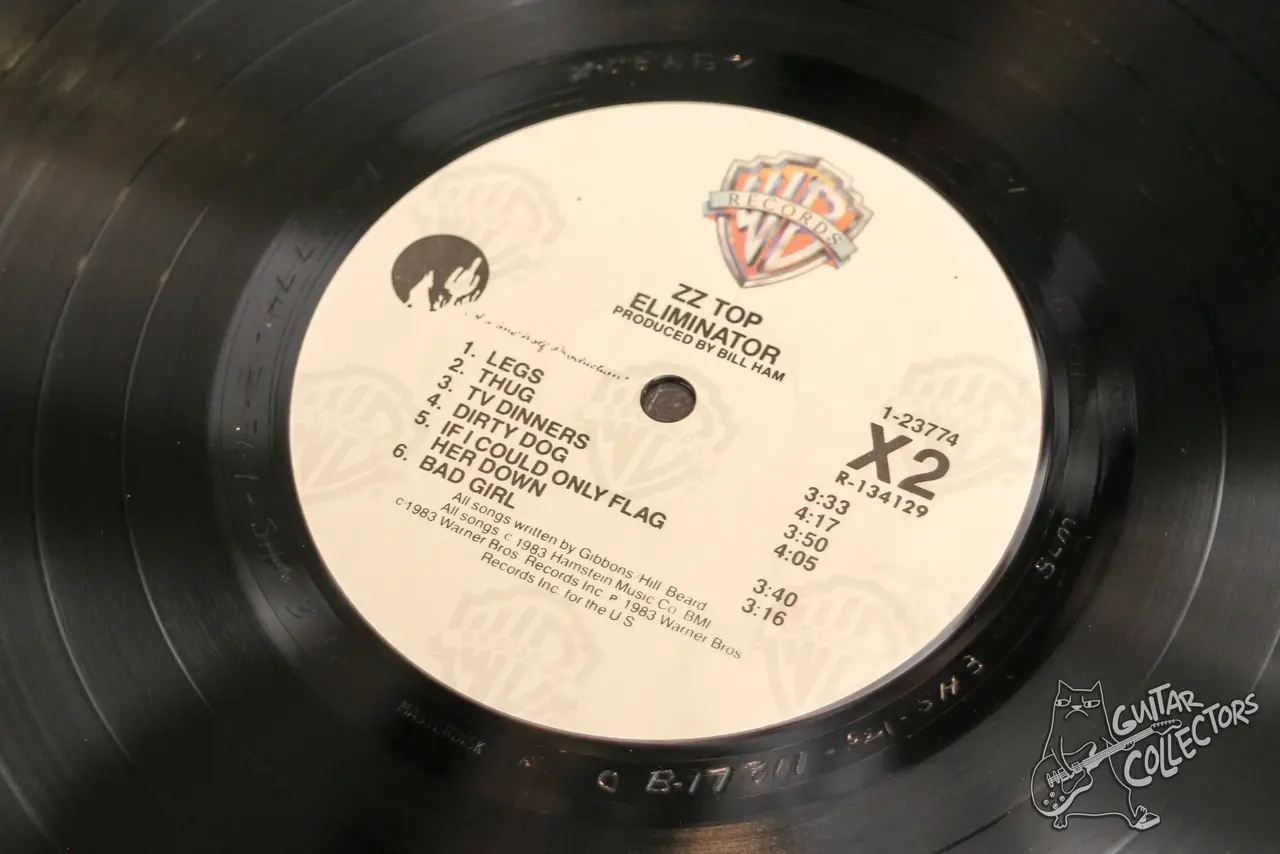 RECORDS
ZZ TOP
ELIMINATOR
PRODUCED BY BILL HAM
1. LEGS
2. THUG
3. TV DINNERS
4. DIRTY DOG
5. IF I COULD ONLY FLAG
HER DOWN
6. BAD GIRL
1-23774
X2
R-134129
3:33
4:17
3:50
4:05
3:40
3:16
All songs written by Gibbons/Hill Beard
All songs c 1983 Hamstein Music Co. BMI
c 1983 Warner Bros. Records Inc. P 1983 Warner Bros
Records Inc. for the U S
SLM
MASTERDISK
GUITAR
COLLECTORS